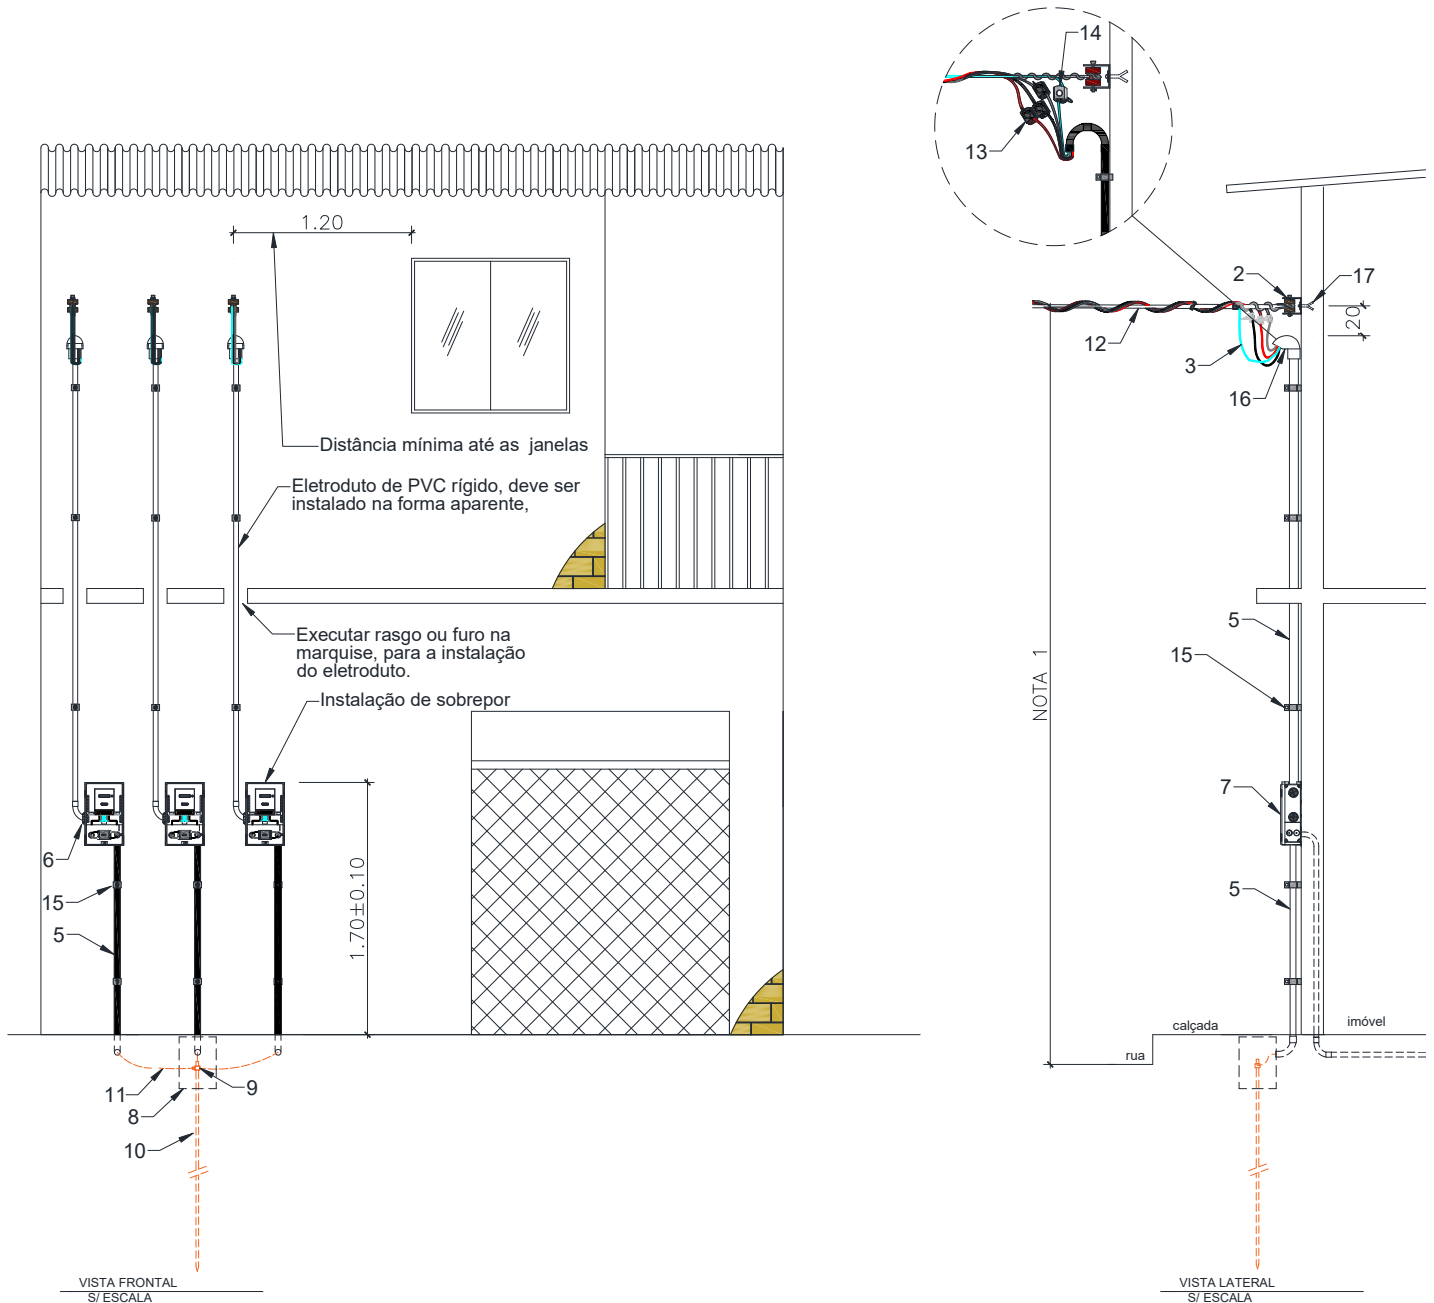 14
13
1.20
2
17
.20
12
3
16
Distância mínima até as janelas
Eletroduto de PVC rígido, deve ser
instalado na forma aparente,
Executar rasgo ou furo na
marquise, para a instalação
do eletroduto.
Instalação de sobrepor
5
15
NOTA 1
7
6
15
5
1.70±0.10
5
calçada
imóvel
rua
11
8
9
10
VISTA FRONTAL
S/ ESCALA
VISTA LATERAL
S/ ESCALA